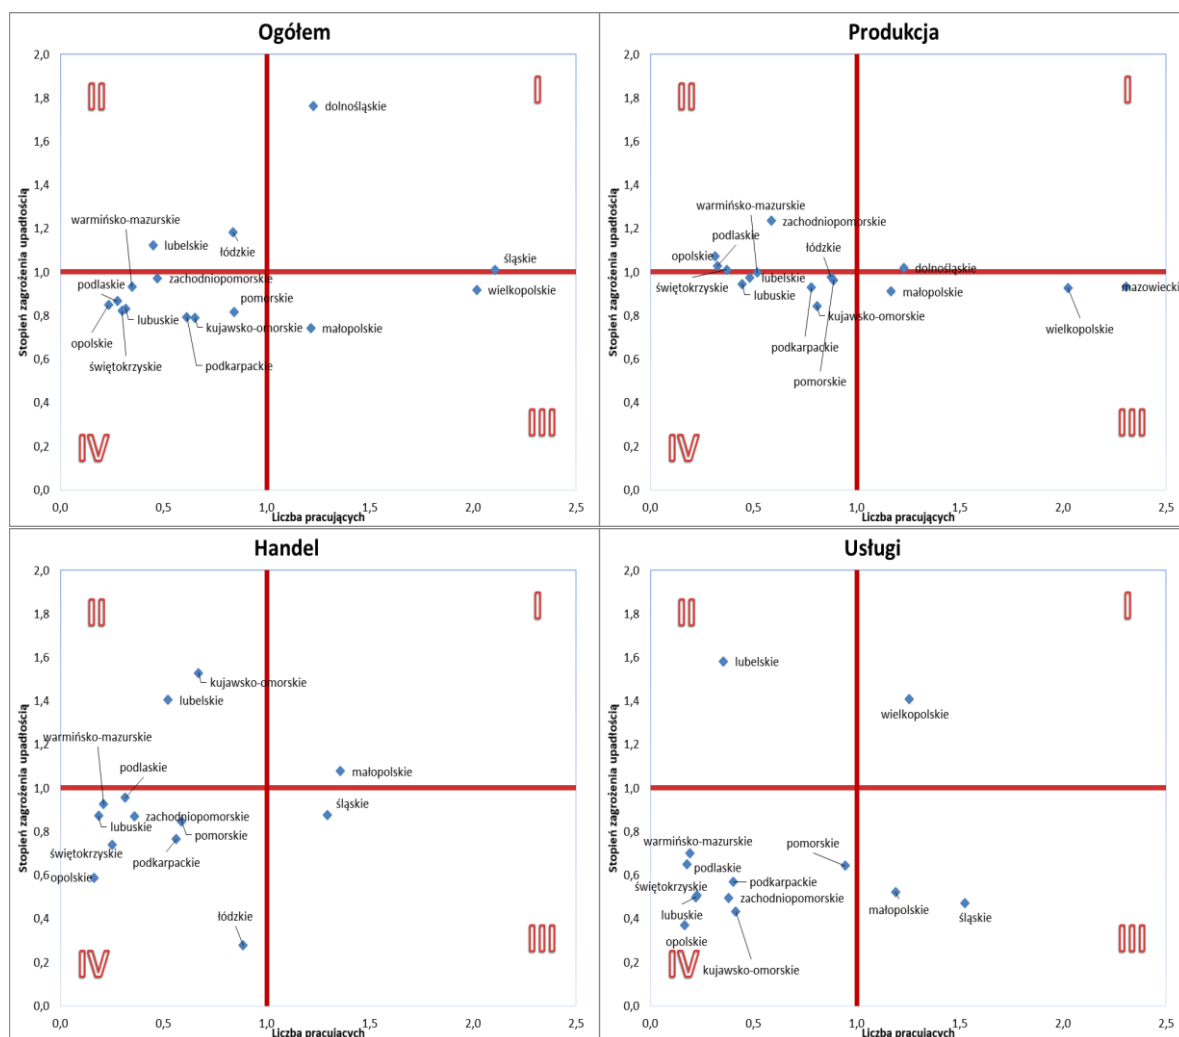 Ogółem
2,0
1,8
1,6
1,4
1,2
1,0
0,8
0,6
0,4
0,2
0,0
Stopień zagrożenia upadłością
II
I
dolnośląskie
warmińsko-mazurskie
lubelskie
łódzkie
śląskie
podlaskie
zachodniopomorskie
pomorskie
wielkopolskie
opolskie
lubuskie
kujawsko-omorskie
małopolskie
świętokrzyskie
podkarpackie
III
IV
0,0
0,5
1,0
1,5
2,0
2,5
Liczba pracujących
Produkcja
2,0
1,8
1,6
1,4
1,2
1,0
0,8
0,6
0,4
0,2
0,0
Stopień zagrożenia upadłością
II
I
warmińsko-mazurskie
zachodniopomorskie
podlaskie
łódzkie
opolskie
dolnośląskie
świętokrzyskie
lubelskie
lubuskie
małopolskie
mazowiecki
kujawsko-omorskie
wielkopolskie
podkarpackie
pomorskie
III
IV
0,0
0,5
1,0
1,5
2,0
2,5
Liczba pracujących
Handel
2,0
1,8
1,6
1,4
1,2
1,0
0,8
0,6
0,4
0,2
0,0
Stopień zagrożenia upadłością
II
I
kujawsko-omorskie
lubelskie
warmińsko-mazurskie
podlaskie
małopolskie
śląskie
zachodniopomorskie
lubuskie
pomorskie
świętokrzyskie
podkarpackie
opolskie
łódzkie
III
IV
0,0
0,5
1,0
1,5
2,0
2,5
Liczba pracujących
Usługi
2,0
1,8
1,6
1,4
1,2
1,0
0,8
0,6
0,4
0,2
0,0
Stopień zagrożenia upadłością
II
I
lubelskie
wielkopolskie
warmińsko-mazurskie
pomorskie
podlaskie
podkarpackie
świętokrzyskie
zachodniopomorskie
lubuskie
małopolskie
śląskie
opolskie
kujawsko-omorskie
III
IV
0,0
0,5
1,0
1,5
2,0
2,5
Liczba pracujących